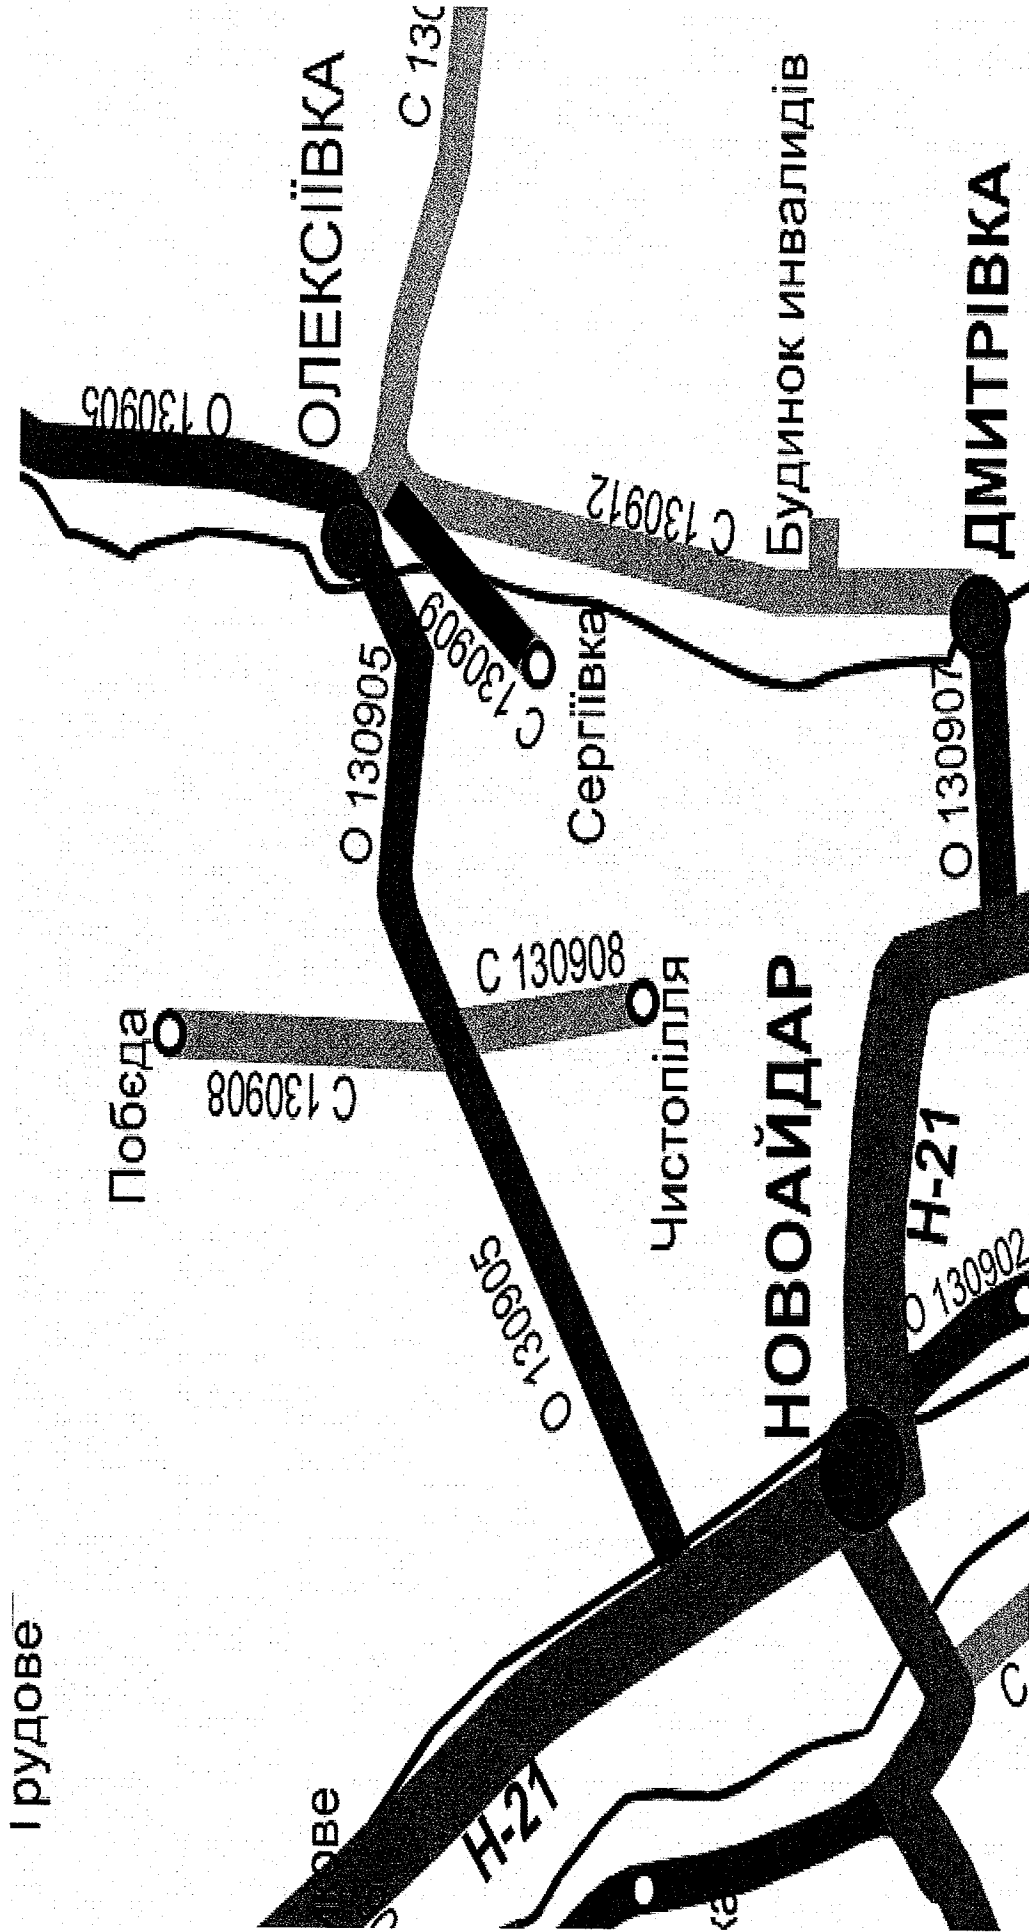 Трудове
О 130905
Побєда
С 130908
ОЛЕКСІЇВКА
О 130905
С 130
С 130909
Н-21
О 130905
С 130908
Сергіївка
С 130912
Чистопілля
Будинок инвалидів
НОВОАЙДАР
Н-21
О 130902
О 130907
ДМИТРІВКА
С